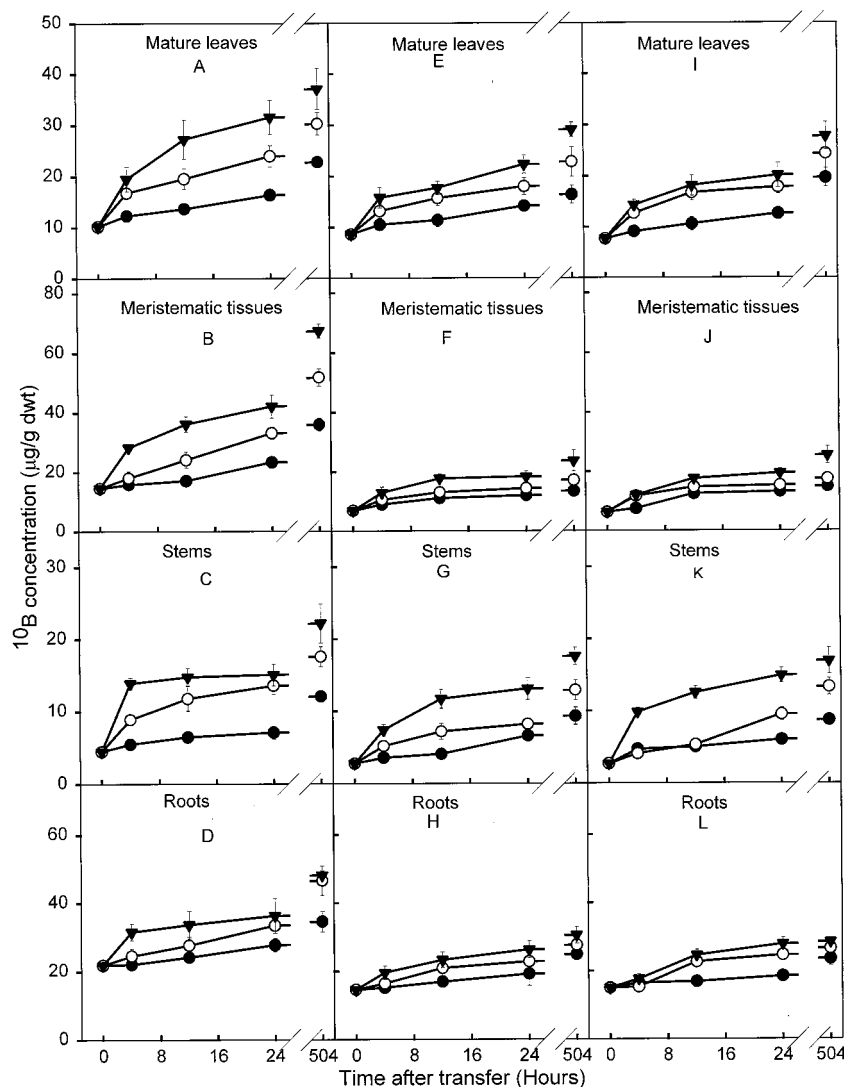 50
40
30
20
10
0
Mature leaves
A
Mature leaves
E
Mature leaves
I
80
60
40
20
0
Meristematic tissues
B
Meristematic tissues
F
Meristematic tissues
J
10B concentration (µg/g dwt)
30
20
10
0
Stems
C
Stems
G
Stems
K
60
40
20
0
Roots
D
Roots
H
Roots
L
0 8 16 24 504
0 8 16 24 504
0 8 16 24 504
Time after transfer (Hours)